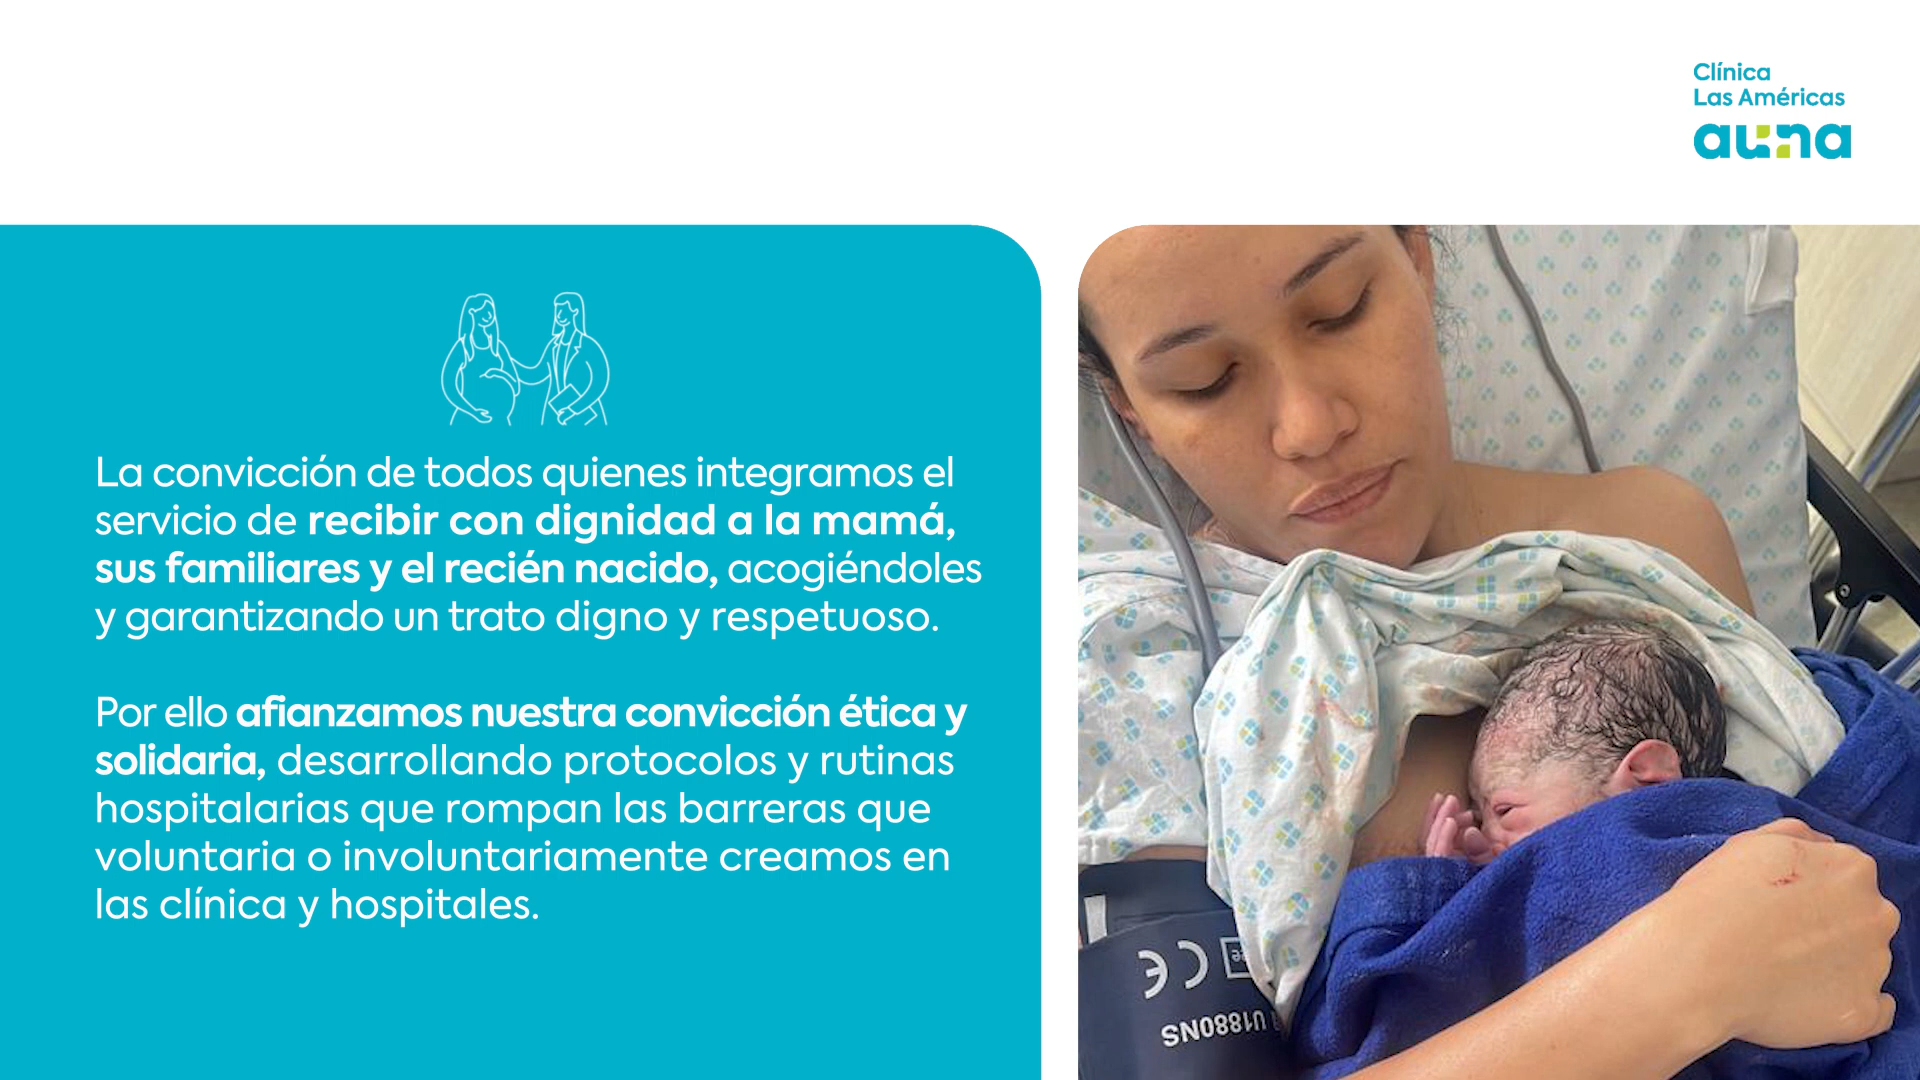 Clínica
Las Américas
auna
La convicción de todos quienes integramos el
servicio de recibir con dignidad a la mamá,
sus familiares y el recién nacido, acogiéndoles
y garantizando un trato digno y respetuoso.
Por ello afianzamos nuestra convicción ética y
solidaria, desarrollando protocolos y rutinas
hospitalarias que rompan las barreras que
voluntaria o involuntariamente creamos en
las clínica y hospitales.
CE
U1880NS